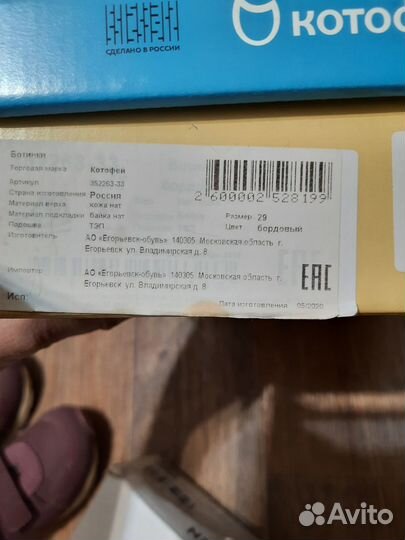 СДЕЛАНО В РОССИИ
КОТОФ
Ботинки
Торговая марка Котофей
Артикул 352263-33
Страна изготовления Россия
Материал верха кожа нат
Материал подкладки байка нат
Подошва ТЭП
2 600002 528199
Размер: 29
Цвет бордовый
Изготовитель АО «Егорьевск-обувь» 140305 Московская область г.
Егорьевск ул. Владимирская д. 8
Импортер АО «Егорьевск-обувь» 140305 Московская область г.
Егорьевск ул. Владимирская д. 8
EAC
Исп:
Дата изготовления 05/2020
Avito